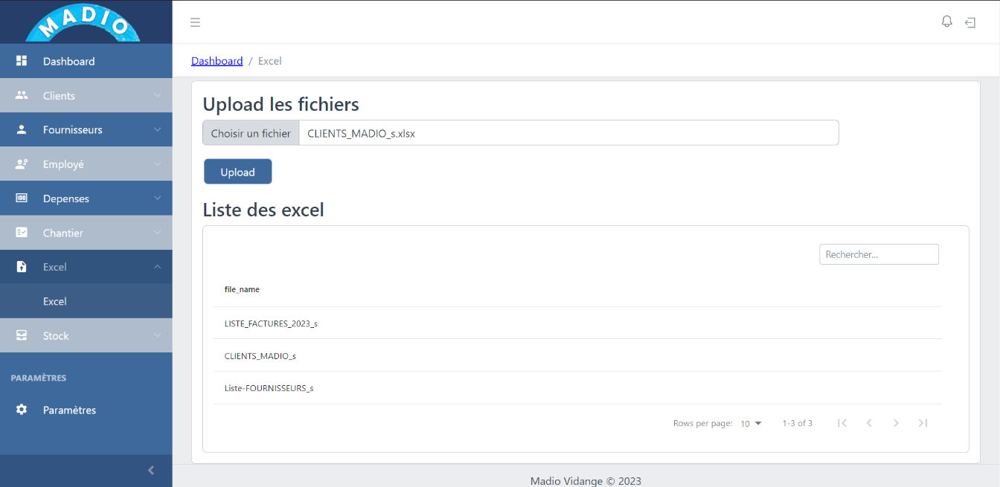 MADIO
Dashboard
Clients
Fournisseurs
Employé
Depenses
Chantier
Excel
Excel
Stock
PARAMÈTRES
Paramètres
Dashboard / Excel
Upload les fichiers
Choisir un fichier CLIENTS_MADIO_s.xlsx
Upload
Liste des excel
Rechercher...
file_name
LISTE_FACTURES_2023_s
CLIENTS_MADIO_s
Liste-FOURNISSEURS_s
Rows per page: 10 1-3 of 3
Madio Vidange © 2023